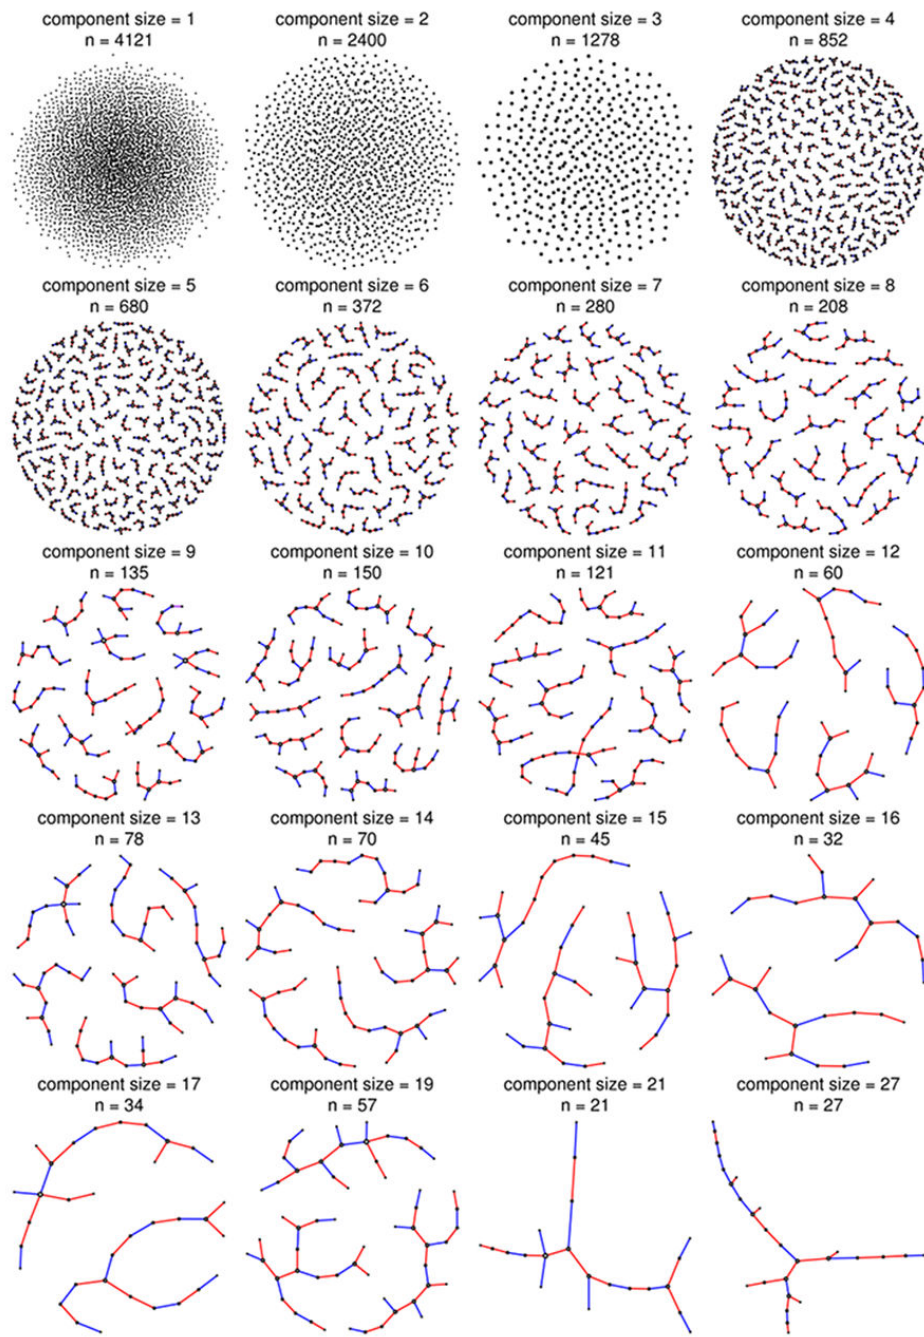 component size = 1
n = 4121
component size = 2
n = 2400
component size = 3
n = 1278
component size = 4
n = 852
component size = 5
n = 680
component size = 6
n = 372
component size = 7
n = 280
component size = 8
n = 208
component size = 9
n = 135
component size = 10
n = 150
component size = 11
n = 121
component size = 12
n = 60
component size = 13
n = 78
component size = 14
n = 70
component size = 15
n = 45
component size = 16
n = 32
component size = 17
n = 34
component size = 19
n = 57
component size = 21
n = 21
component size = 27
n = 27